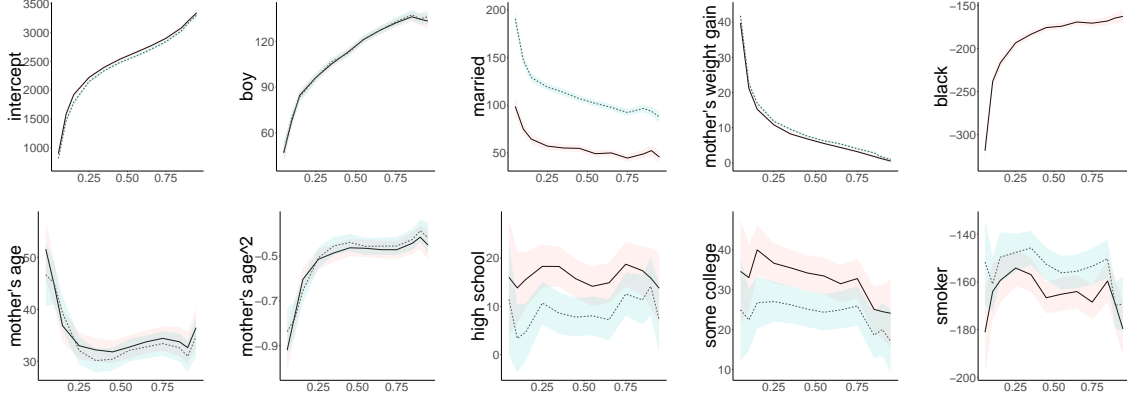 intercept
3500
3000
2500
2000
1500
1000
0.25 0.50 0.75
boy
120
90
60
0.25 0.50 0.75
married
200
150
100
50
0.25 0.50 0.75
mother's weight gain
40
30
20
10
0
0.25 0.50 0.75
black
−150
−200
−250
−300
0.25 0.50 0.75
mother's age
50
40
30
0.25 0.50 0.75
mother's age^2
−0.5
−0.7
−0.9
0.25 0.50 0.75
high school
20
10
0
0.25 0.50 0.75
some college
40
30
20
10
0.25 0.50 0.75
smoker
−140
−160
−180
−200
0.25 0.50 0.75